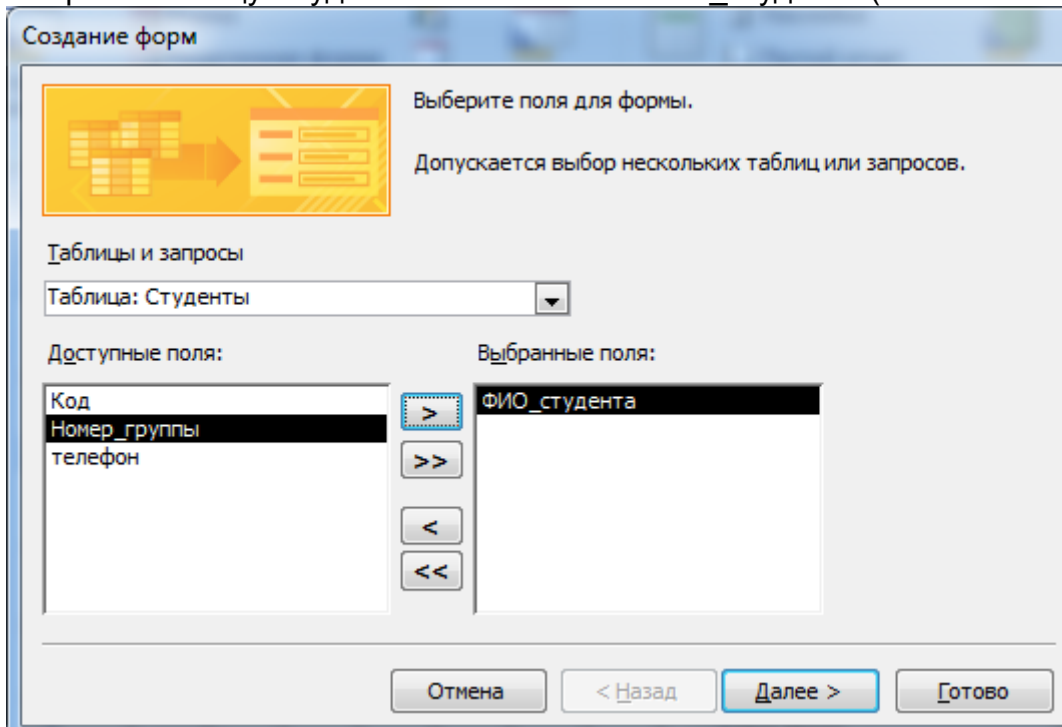 Создание форм
Выберите поля для формы.
Допускается выбор нескольких таблиц или запросов.
Таблицы и запросы
Таблица: Студенты
Доступные поля:
Выбранные поля:
Код
Номер_группы
телефон
ФИО_студента
>
>>
<
<<
Отмена
< Назад
Далее >
Готово